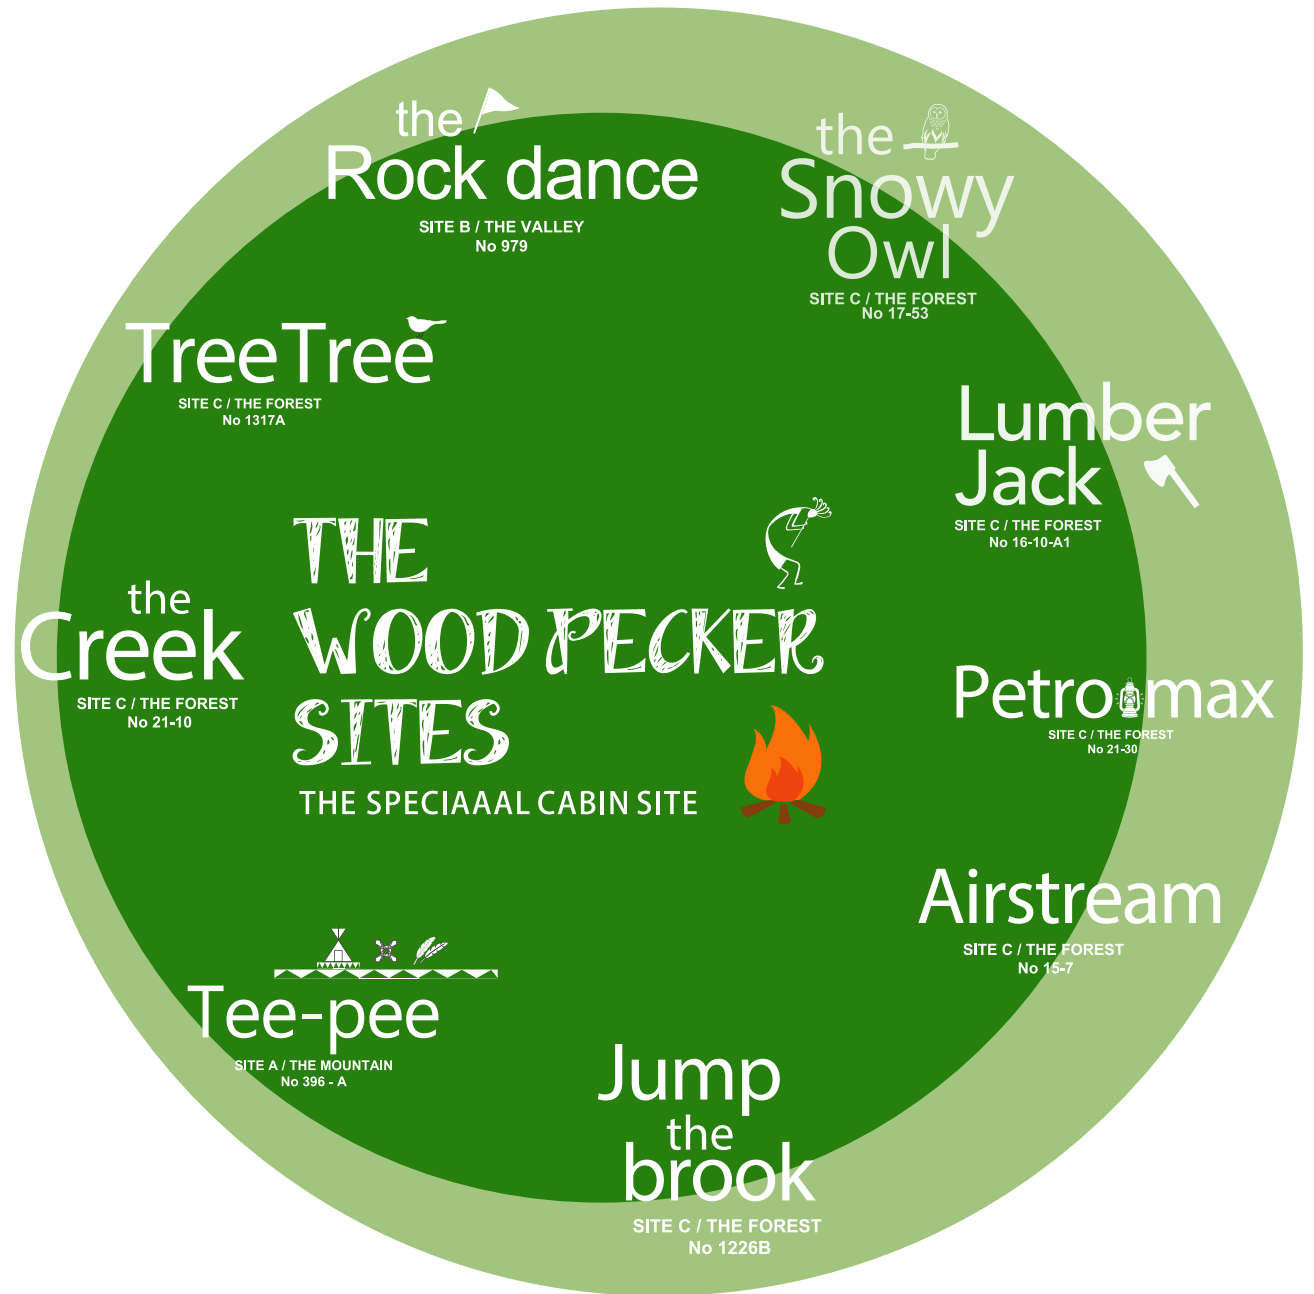 the
Rock dance
SITE B / THE VALLEY
No 979
the
Snowy
Owl
SITE C / THE FOREST
No 17-53
TreeTree
SITE C / THE FOREST
No 1317A
Lumber
Jack
SITE C / THE FOREST
No 16-10-A1
THE
WOOD PECKER
SITES
THE SPECIAAAL CABIN SITE
the
Creek
SITE C / THE FOREST
No 21-10
Petromax
SITE C / THE FOREST
No 21-30
Airstream
SITE C / THE FOREST
No 15-7
Tee-pee
SITE A / THE MOUNTAIN
No 396 - A
Jump
the
brook
SITE C / THE FOREST
No 1226B